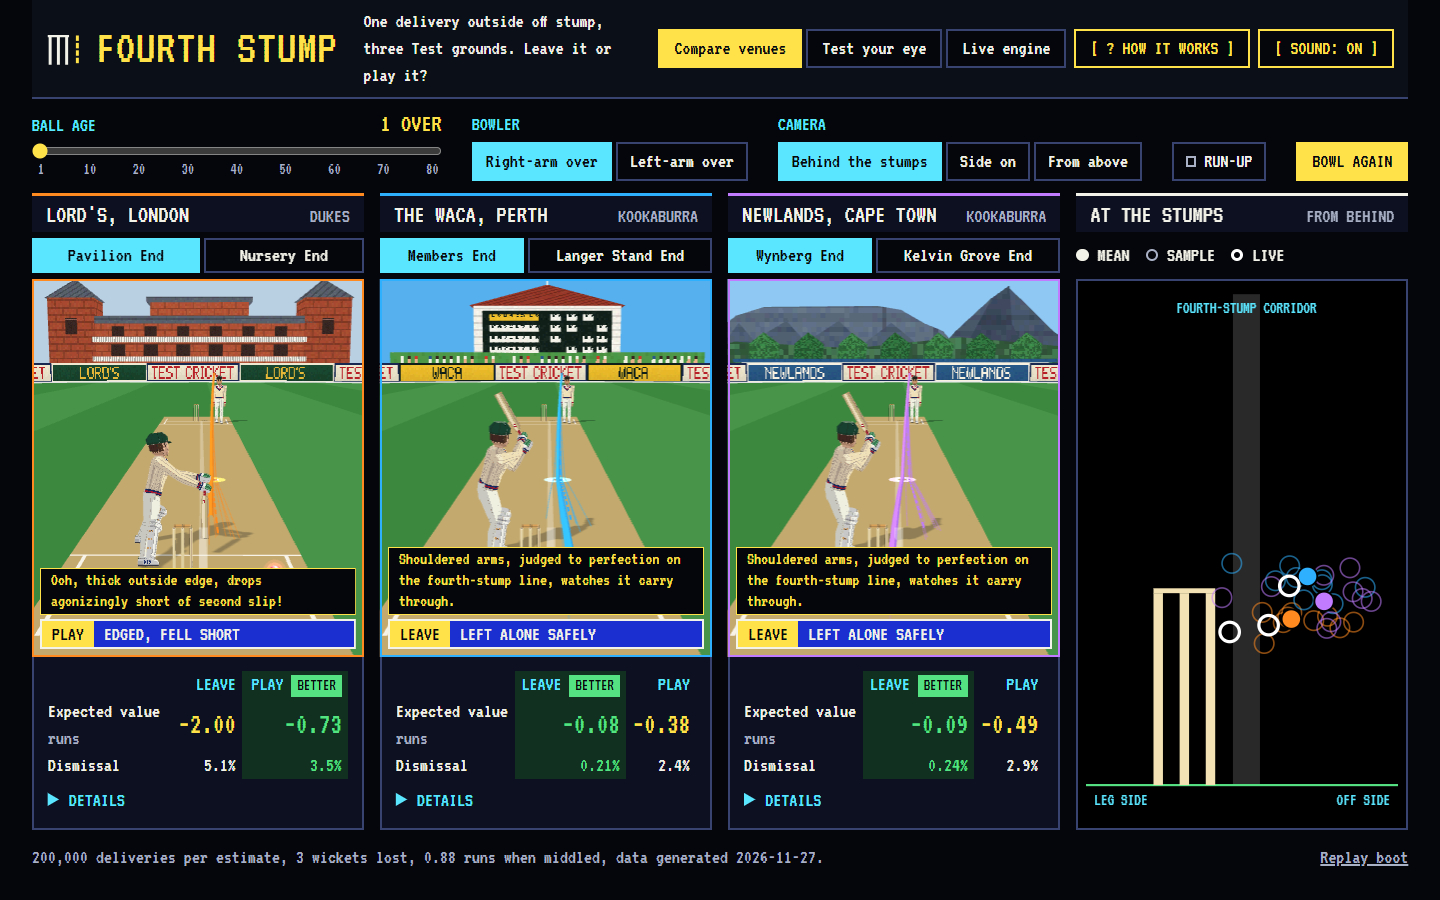 FOURTH STUMP
One delivery outside off stump,
three Test grounds. Leave it or
play it?
Compare venues
Test your eye
Live engine
[ ? HOW IT WORKS ]
[ SOUND: ON ]
BALL AGE
1 OVER
1 10 20 30 40 50 60 70 80
BOWLER
Right-arm over
Left-arm over
CAMERA
Behind the stumps
Side on
From above
RUN-UP
BOWL AGAIN
LORD'S, LONDON
DUKES
Pavilion End
Nursery End
ET
LORD'S
TEST CRICKET
LORD'S
TES
Ooh, thick outside edge, drops
agonizingly short of second slip!
PLAY
EDGED, FELL SHORT
LEAVE PLAY BETTER
Expected value -2.00 -0.73
runs
Dismissal 5.1% 3.5%
▶ DETAILS
THE WACA, PERTH
KOOKABURRA
Members End
Langer Stand End
ET
WACA
TEST CRICKET
WACA
TES
Shouldered arms, judged to perfection on
the fourth-stump line, watches it carry
through.
LEAVE
LEFT ALONE SAFELY
LEAVE BETTER PLAY
Expected value -0.08 -0.38
runs
Dismissal 0.21% 2.4%
▶ DETAILS
NEWLANDS, CAPE TOWN
KOOKABURRA
Wynberg End
Kelvin Grove End
ET
NEWLANDS
TEST CRICKET
NEWLANDS
TES
Shouldered arms, judged to perfection on
the fourth-stump line, watches it carry
through.
LEAVE
LEFT ALONE SAFELY
LEAVE BETTER PLAY
Expected value -0.09 -0.49
runs
Dismissal 0.24% 2.9%
▶ DETAILS
AT THE STUMPS
FROM BEHIND
MEAN
SAMPLE
LIVE
FOURTH-STUMP CORRIDOR
LEG SIDE
OFF SIDE
200,000 deliveries per estimate, 3 wickets lost, 0.88 runs when middled, data generated 2026-11-27.
Replay boot